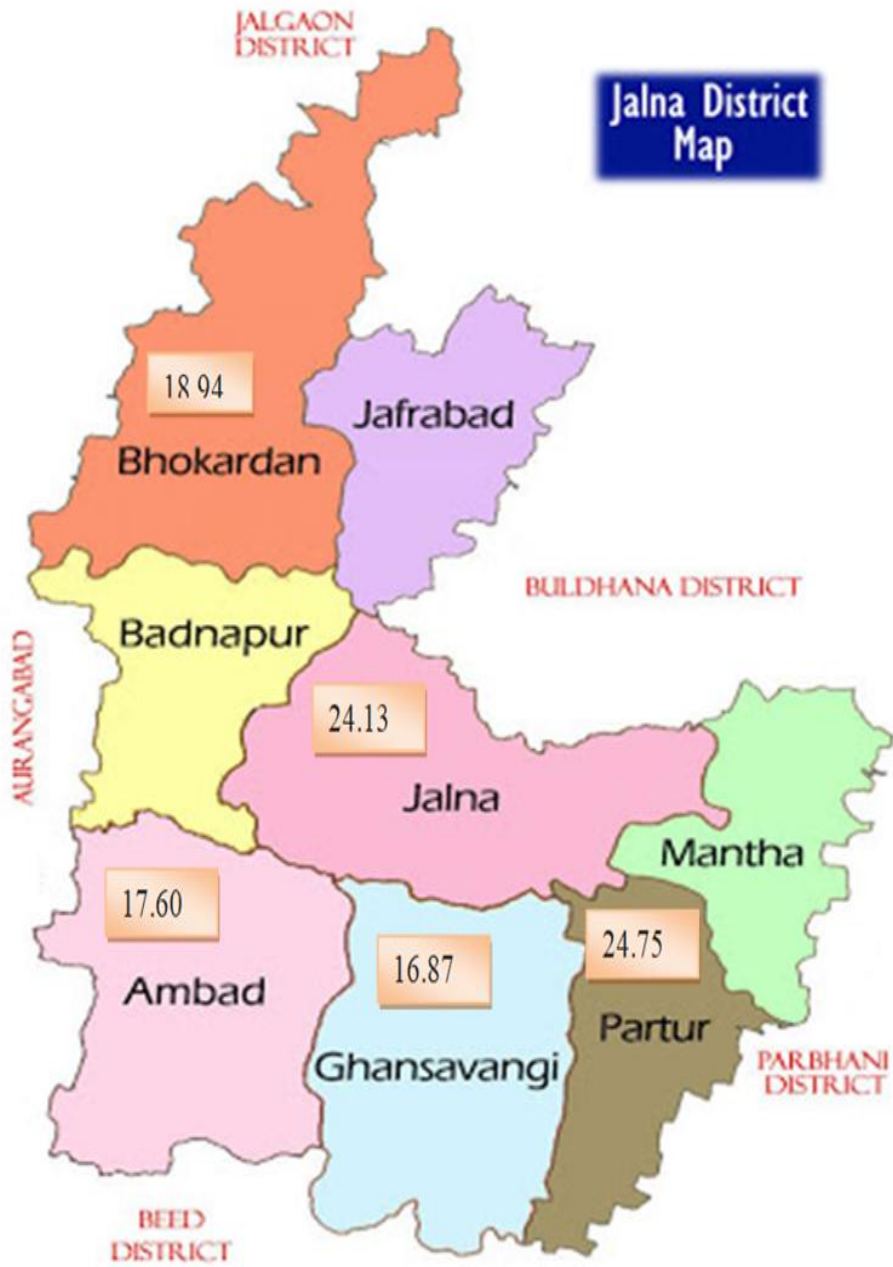 JALGAON
DISTRICT
Jalna District
Map
18 94
Jafrabad
Bhokardan
BULDHANA DISTRICT
Badnapur
AURANGABAD
24.13
Jalna
Mantha
17.60
24.75
16.87
Ambad
Partur
Ghansavangi
PARBHANI
DISTRICT
BEED
DISTRICT